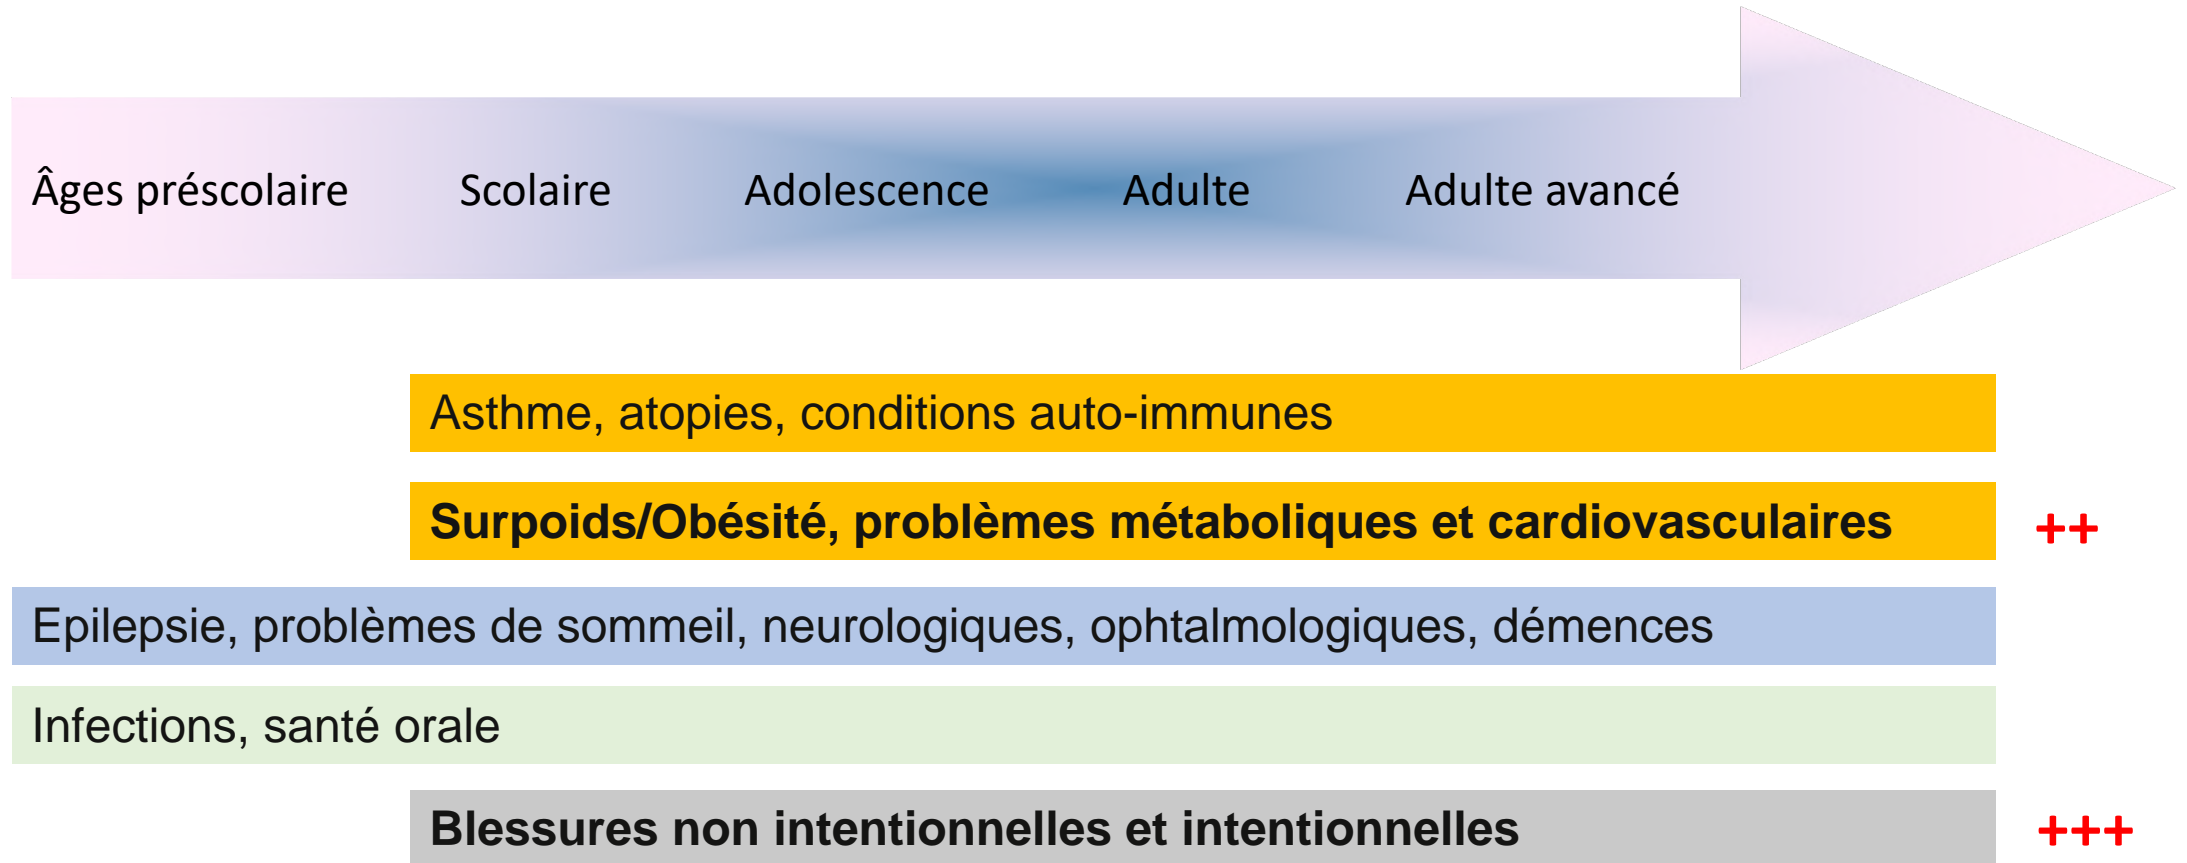 Âges préscolaire Scolaire Adolescence Adulte Adulte avancé
Asthme, atopies, conditions auto-immunes
Surpoids/Obésité, problèmes métaboliques et cardiovasculaires ++
Epilepsie, problèmes de sommeil, neurologiques, ophtalmologiques, démences
Infections, santé orale
Blessures non intentionnelles et intentionnelles +++